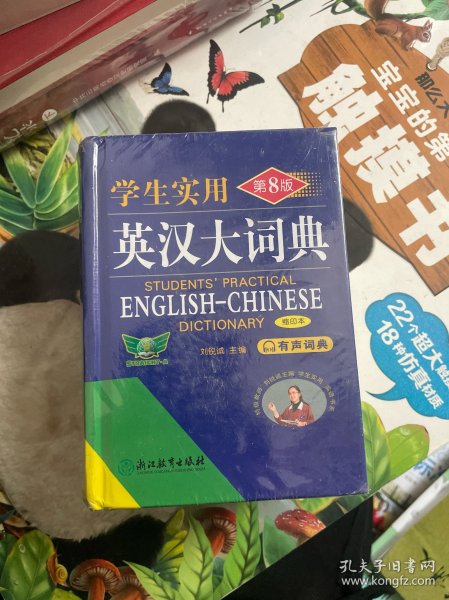 学生实用
第8版
英汉大词典
STUDENTS' PRACTICAL
ENGLISH-CHINESE
DICTIONARY
缩印本
刘锐诚 主编
有声词典
浙江教育出版社
那么大
宝宝的第
触摸书
22个超大触
18种仿真材质
孔夫子旧书网
www.kongfz.com